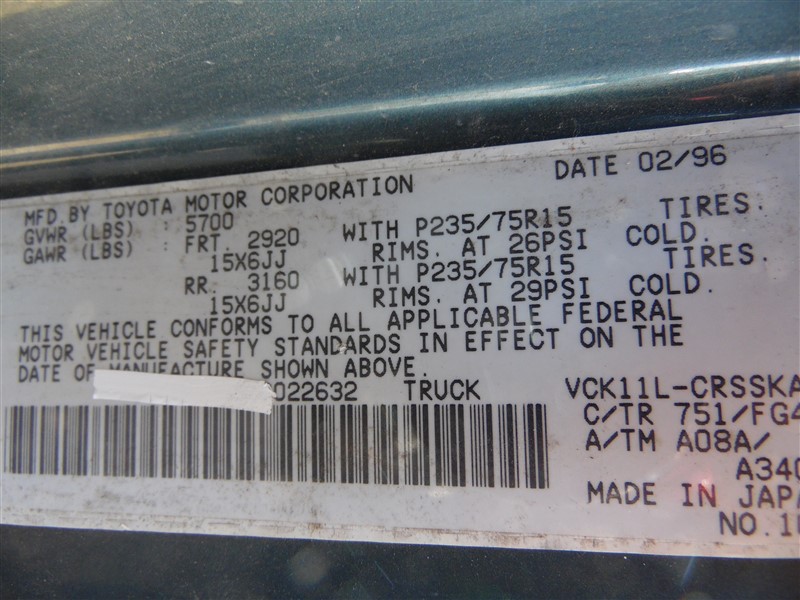 DATE 02/96
MFD.BY TOYOTA MOTOR CORPORATION
GVWR (LBS) : 5700
GAWR (LBS) : FRT. 2920 WITH P235/75R15 TIRES.
15X6JJ RIMS. AT 26PSI COLD.
RR. 3160 WITH P235/75R15 TIRES.
15X6JJ RIMS. AT 29PSI COLD.
THIS VEHICLE CONFORMS TO ALL APPLICABLE FEDERAL
MOTOR VEHICLE SAFETY STANDARDS IN EFFECT ON THE
DATE OF MANUFACTURE SHOWN ABOVE.
022632 TRUCK VCK11L-CRSSKA
C/TR 751/FG4
A/TM A08A/
A340
MADE IN JAPA
NO.1